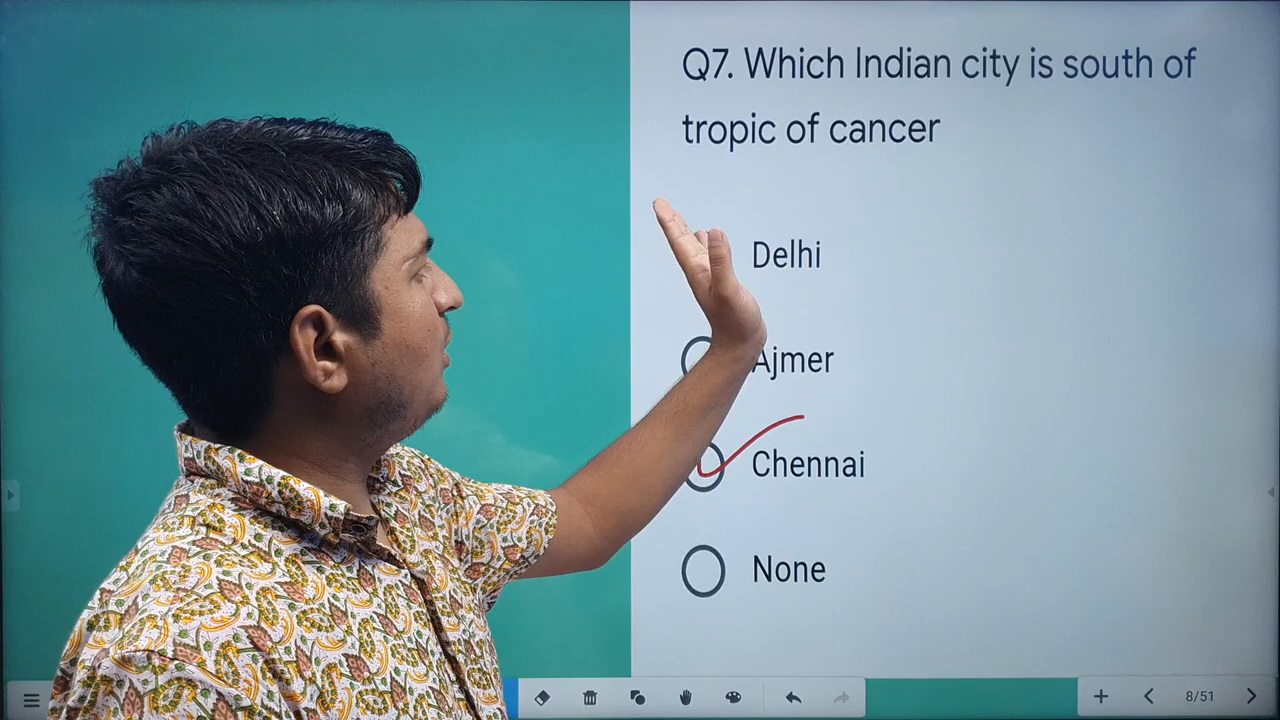 Q7. Which Indian city is south of
tropic of cancer
Delhi
Ajmer
Chennai
None
8/51